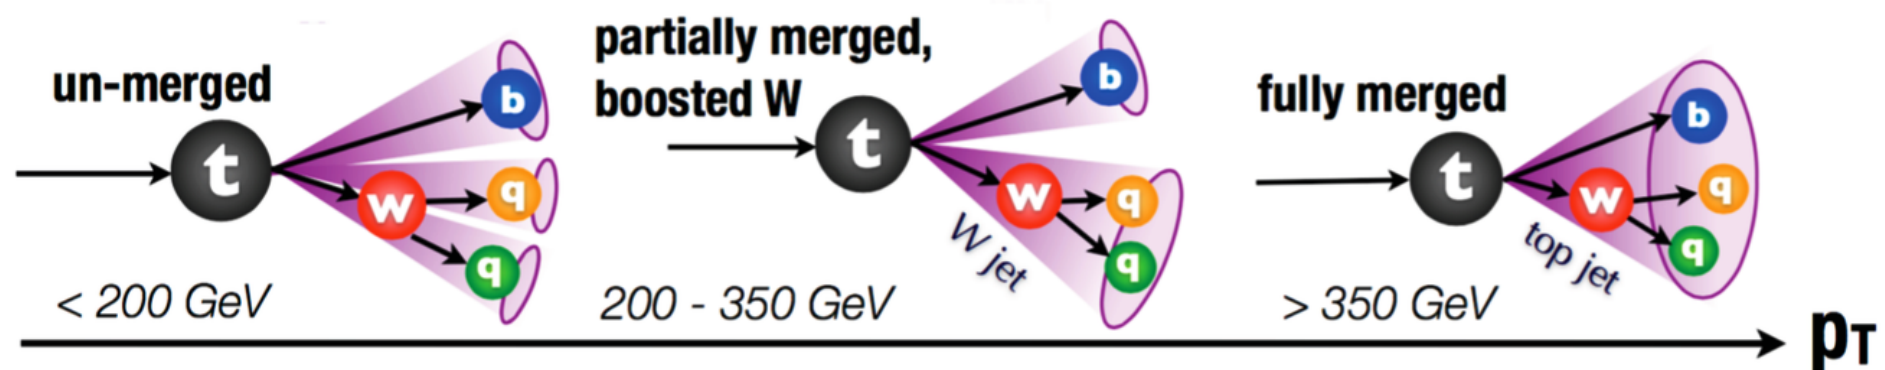 un-merged
t
b
w
q
q
< 200 GeV
partially merged,
boosted W
t
b
w
q
q
W jet
200 - 350 GeV
fully merged
t
b
w
q
q
top jet
> 350 GeV
pT